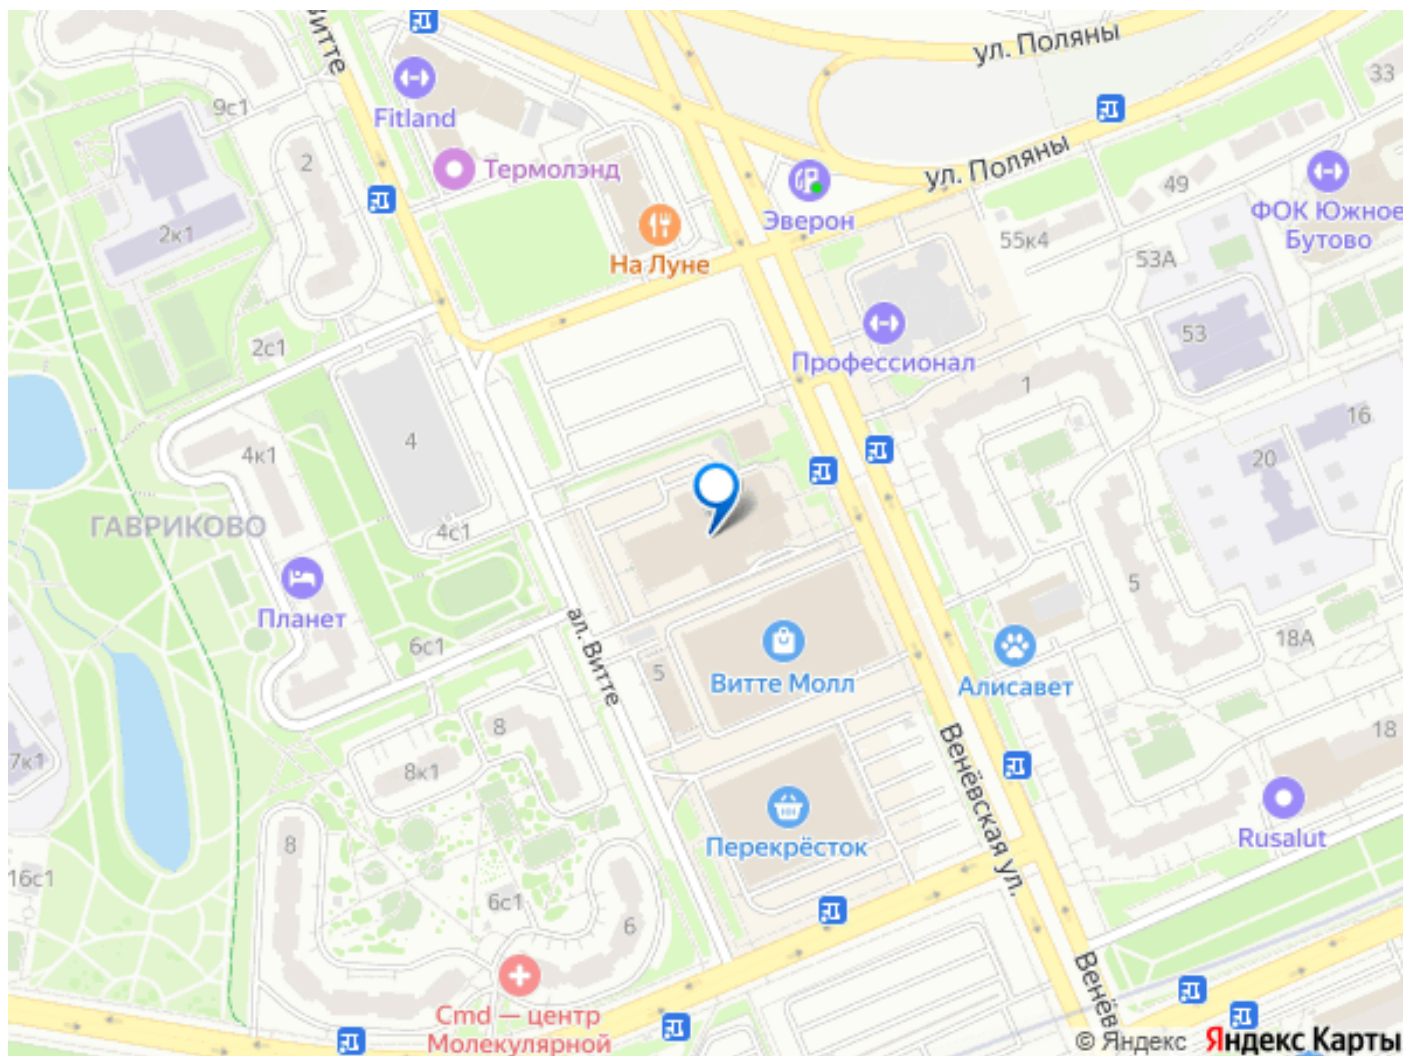 Витте
ул. Поляны
33
9с1
Fitland
2
Термолэнд
ул. Поляны
49
ФОК Южное
Бутово
Эверон
2к1
55к4
На Луне
53А
53
2с1
Профессионал
1
16
4
4к1
20
ГАВРИКОВО
4с1
5
Планет
ал. Витте
6с1
18А
5
Витте Молл
Алисавет
8
18
7к1
8к1
Венёвская ул.
Rusalut
8
Перекрёсток
16с1
6с1
6
Cmd — центр
Молекулярной
Венёв
© Яндекс Яндекс Карты